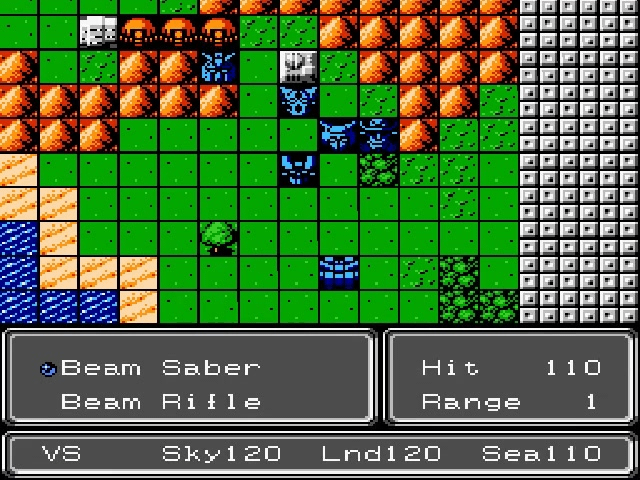 Beam Saber
Beam Rifle
Hit 110
Range 1
VS Sky120 Lnd120 Sea110